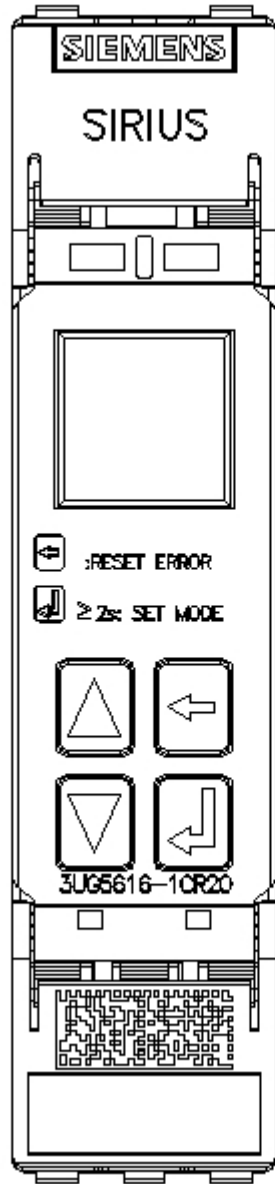 SIEMENS
SIRIUS
:RESET ERROR
≥ 2s: SET MODE
3UG5616-1CR20